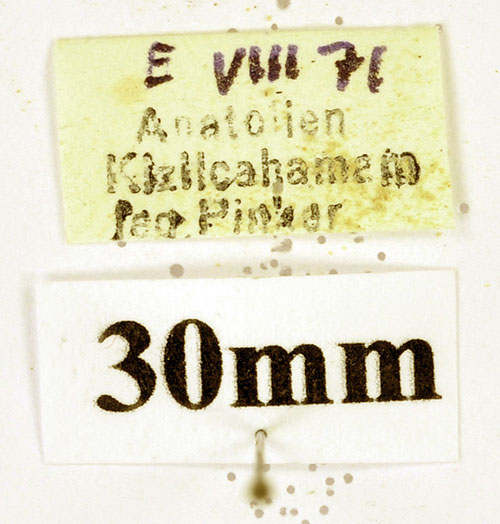 E VIII 71
Anatolien
Kizilcahamam
leg. Pinker
30mm